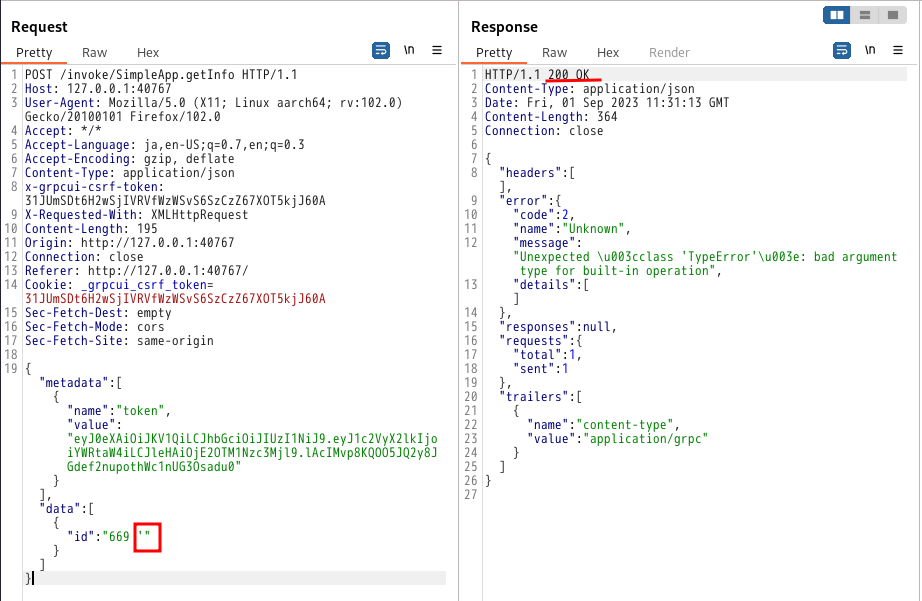 Request
Pretty Raw Hex \n
1 POST /invoke/SimpleApp.getInfo HTTP/1.1
2 Host: 127.0.0.1:40767
3 User-Agent: Mozilla/5.0 (X11; Linux aarch64; rv:102.0)
Gecko/20100101 Firefox/102.0
4 Accept: */*
5 Accept-Language: ja,en-US;q=0.7,en;q=0.3
6 Accept-Encoding: gzip, deflate
7 Content-Type: application/json
8 x-grpcui-csrf-token:
31JUmSDt6H2wSjIVRVfWzWSvS6SzCzZ67XOT5kjJ60A
9 X-Requested-With: XMLHttpRequest
10 Content-Length: 195
11 Origin: http://127.0.0.1:40767
12 Connection: close
13 Referer: http://127.0.0.1:40767/
14 Cookie: _grpcui_csrf_token=
31JUmSDt6H2wSjIVRVfWzWSvS6SzCzZ67XOT5kjJ60A
15 Sec-Fetch-Dest: empty
16 Sec-Fetch-Mode: cors
17 Sec-Fetch-Site: same-origin
18
19 {
"metadata":[
{
"name":"token",
"value":
"eyJ0eXAiOiJKV1QiLCJhbGciOiJIUzI1NiJ9.eyJ1c2VyX2lkIjo
iYWRtaW4iLCJleHAiOjE2OTM1Nzc3Mjl9.lAcIMvp8KQOO5JQ2y8J
Gdef2nupothWc1nUG3Osadu0"
}
],
"data":[
{
"id":"669 '"
}
]
}
Response
Pretty Raw Hex Render \n
1 HTTP/1.1 200 OK
2 Content-Type: application/json
3 Date: Fri, 01 Sep 2023 11:31:13 GMT
4 Content-Length: 364
5 Connection: close
6
7 {
8 "headers":[
],
9 "error":{
10 "code":2,
11 "name":"Unknown",
12 "message":
"Unexpected \u003cclass 'TypeError'\u003e: bad argument
type for built-in operation",
13 "details":[
]
14 },
15 "responses":null,
16 "requests":{
17 "total":1,
18 "sent":1
19 },
20 "trailers":[
21 {
22 "name":"content-type",
23 "value":"application/grpc"
24 }
25 ]
26 }
27